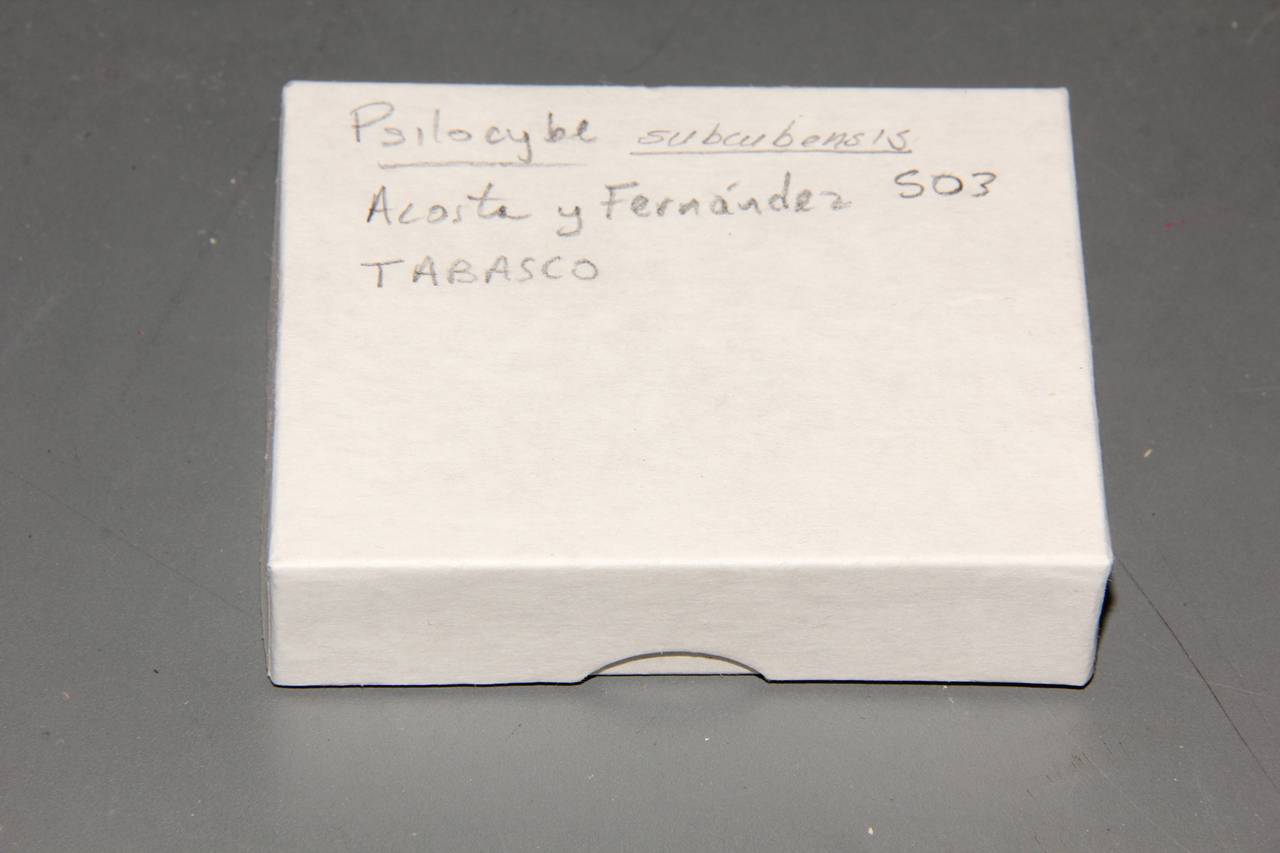 Psilocybe subcubensis
Acosta y Fernández 503
TABASCO